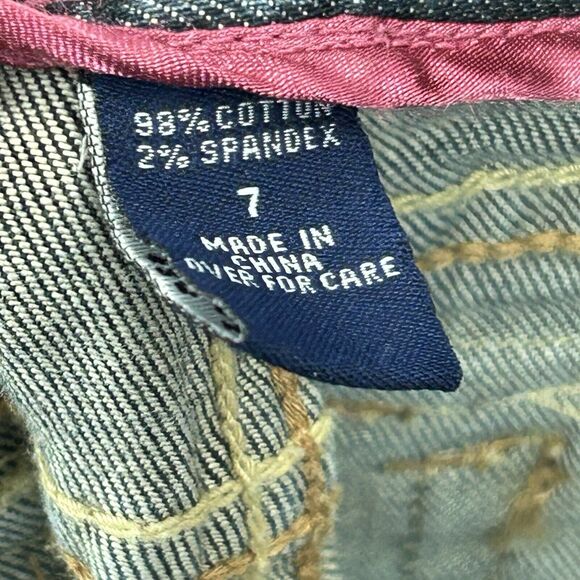 98% COTTON
2% SPANDEX
7
MADE IN
CHINA
OVER FOR CARE